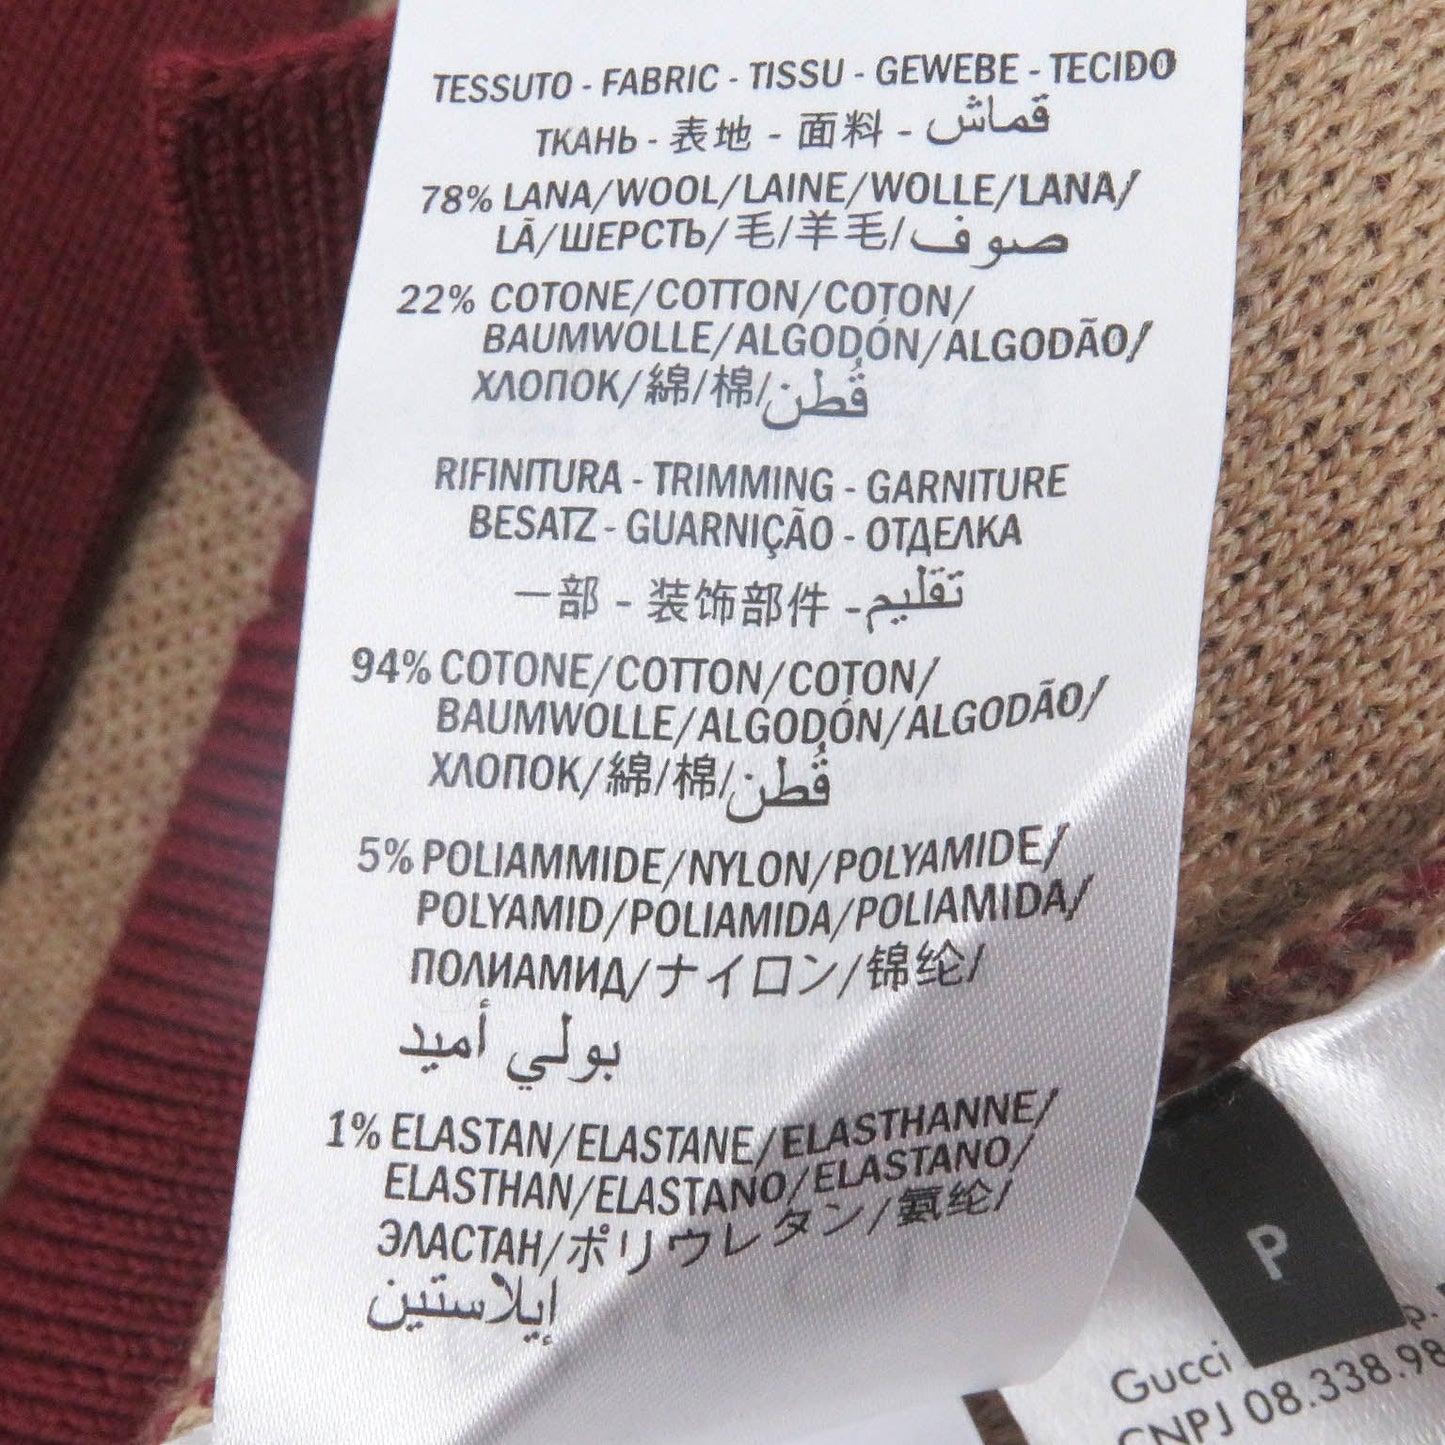 TESSUTO - FABRIC - TISSU - GEWEBE - TECIDO
ТКАНЬ - 表地 - 面料 - قماش
78% LANA/WOOL/LAINE/WOLLE/LANA/
LÃ/ШЕРСТЬ/毛/羊毛/صوف
22% COTONE/COTTON/COTON/
BAUMWOLLE/ALGODÓN/ALGODÃO/
ХЛОПОК/綿/棉/قُطن
RIFINITURA - TRIMMING - GARNITURE
BESATZ - GUARNIÇÃO - ОТДЕЛКА
一部 - 装饰部件 - تقليم
94% COTONE/COTTON/COTON/
BAUMWOLLE/ALGODÓN/ALGODÃO/
ХЛОПОК/綿/棉/قُطن
5% POLIAMMIDE/NYLON/POLYAMIDE/
POLYAMID/POLIAMIDA/POLIAMIDA/
ПОЛИАМИД/ナイロン/锦纶/
بولي أميد
1% ELASTAN/ELASTANE/ELASTHANNE/
ELASTHAN/ELASTANO/ELASTANO/
ЭЛАСТАН/ポリウレタン/氨纶/
إيلاستين
P
Gucci
CNPJ 08.338.98